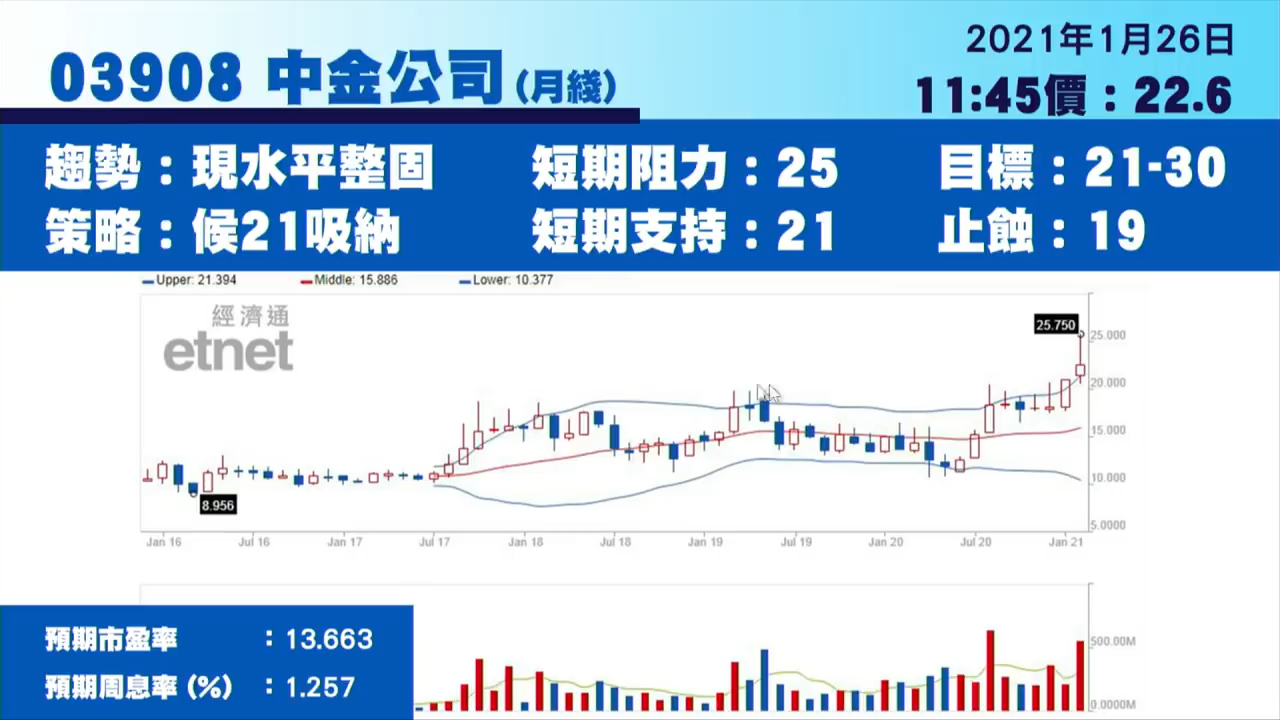 03908 中金公司(月綫)
2021年1月26日
11:45價：22.6
趨勢：現水平整固 短期阻力：25 目標：21-30
策略：候21吸納 短期支持：21 止蝕：19
Upper: 21.394 Middle: 15.886 Lower: 10.377
經濟通
etnet
25.750
25.000
20.000
15.000
10.000
8.956
5.0000
Jan 16 Jul 16 Jan 17 Jul 17 Jan 18 Jul 18 Jan 19 Jul 19 Jan 20 Jul 20 Jan 21
500.00M
0.0000M
預期市盈率 ：13.663
預期周息率(%) ：1.257